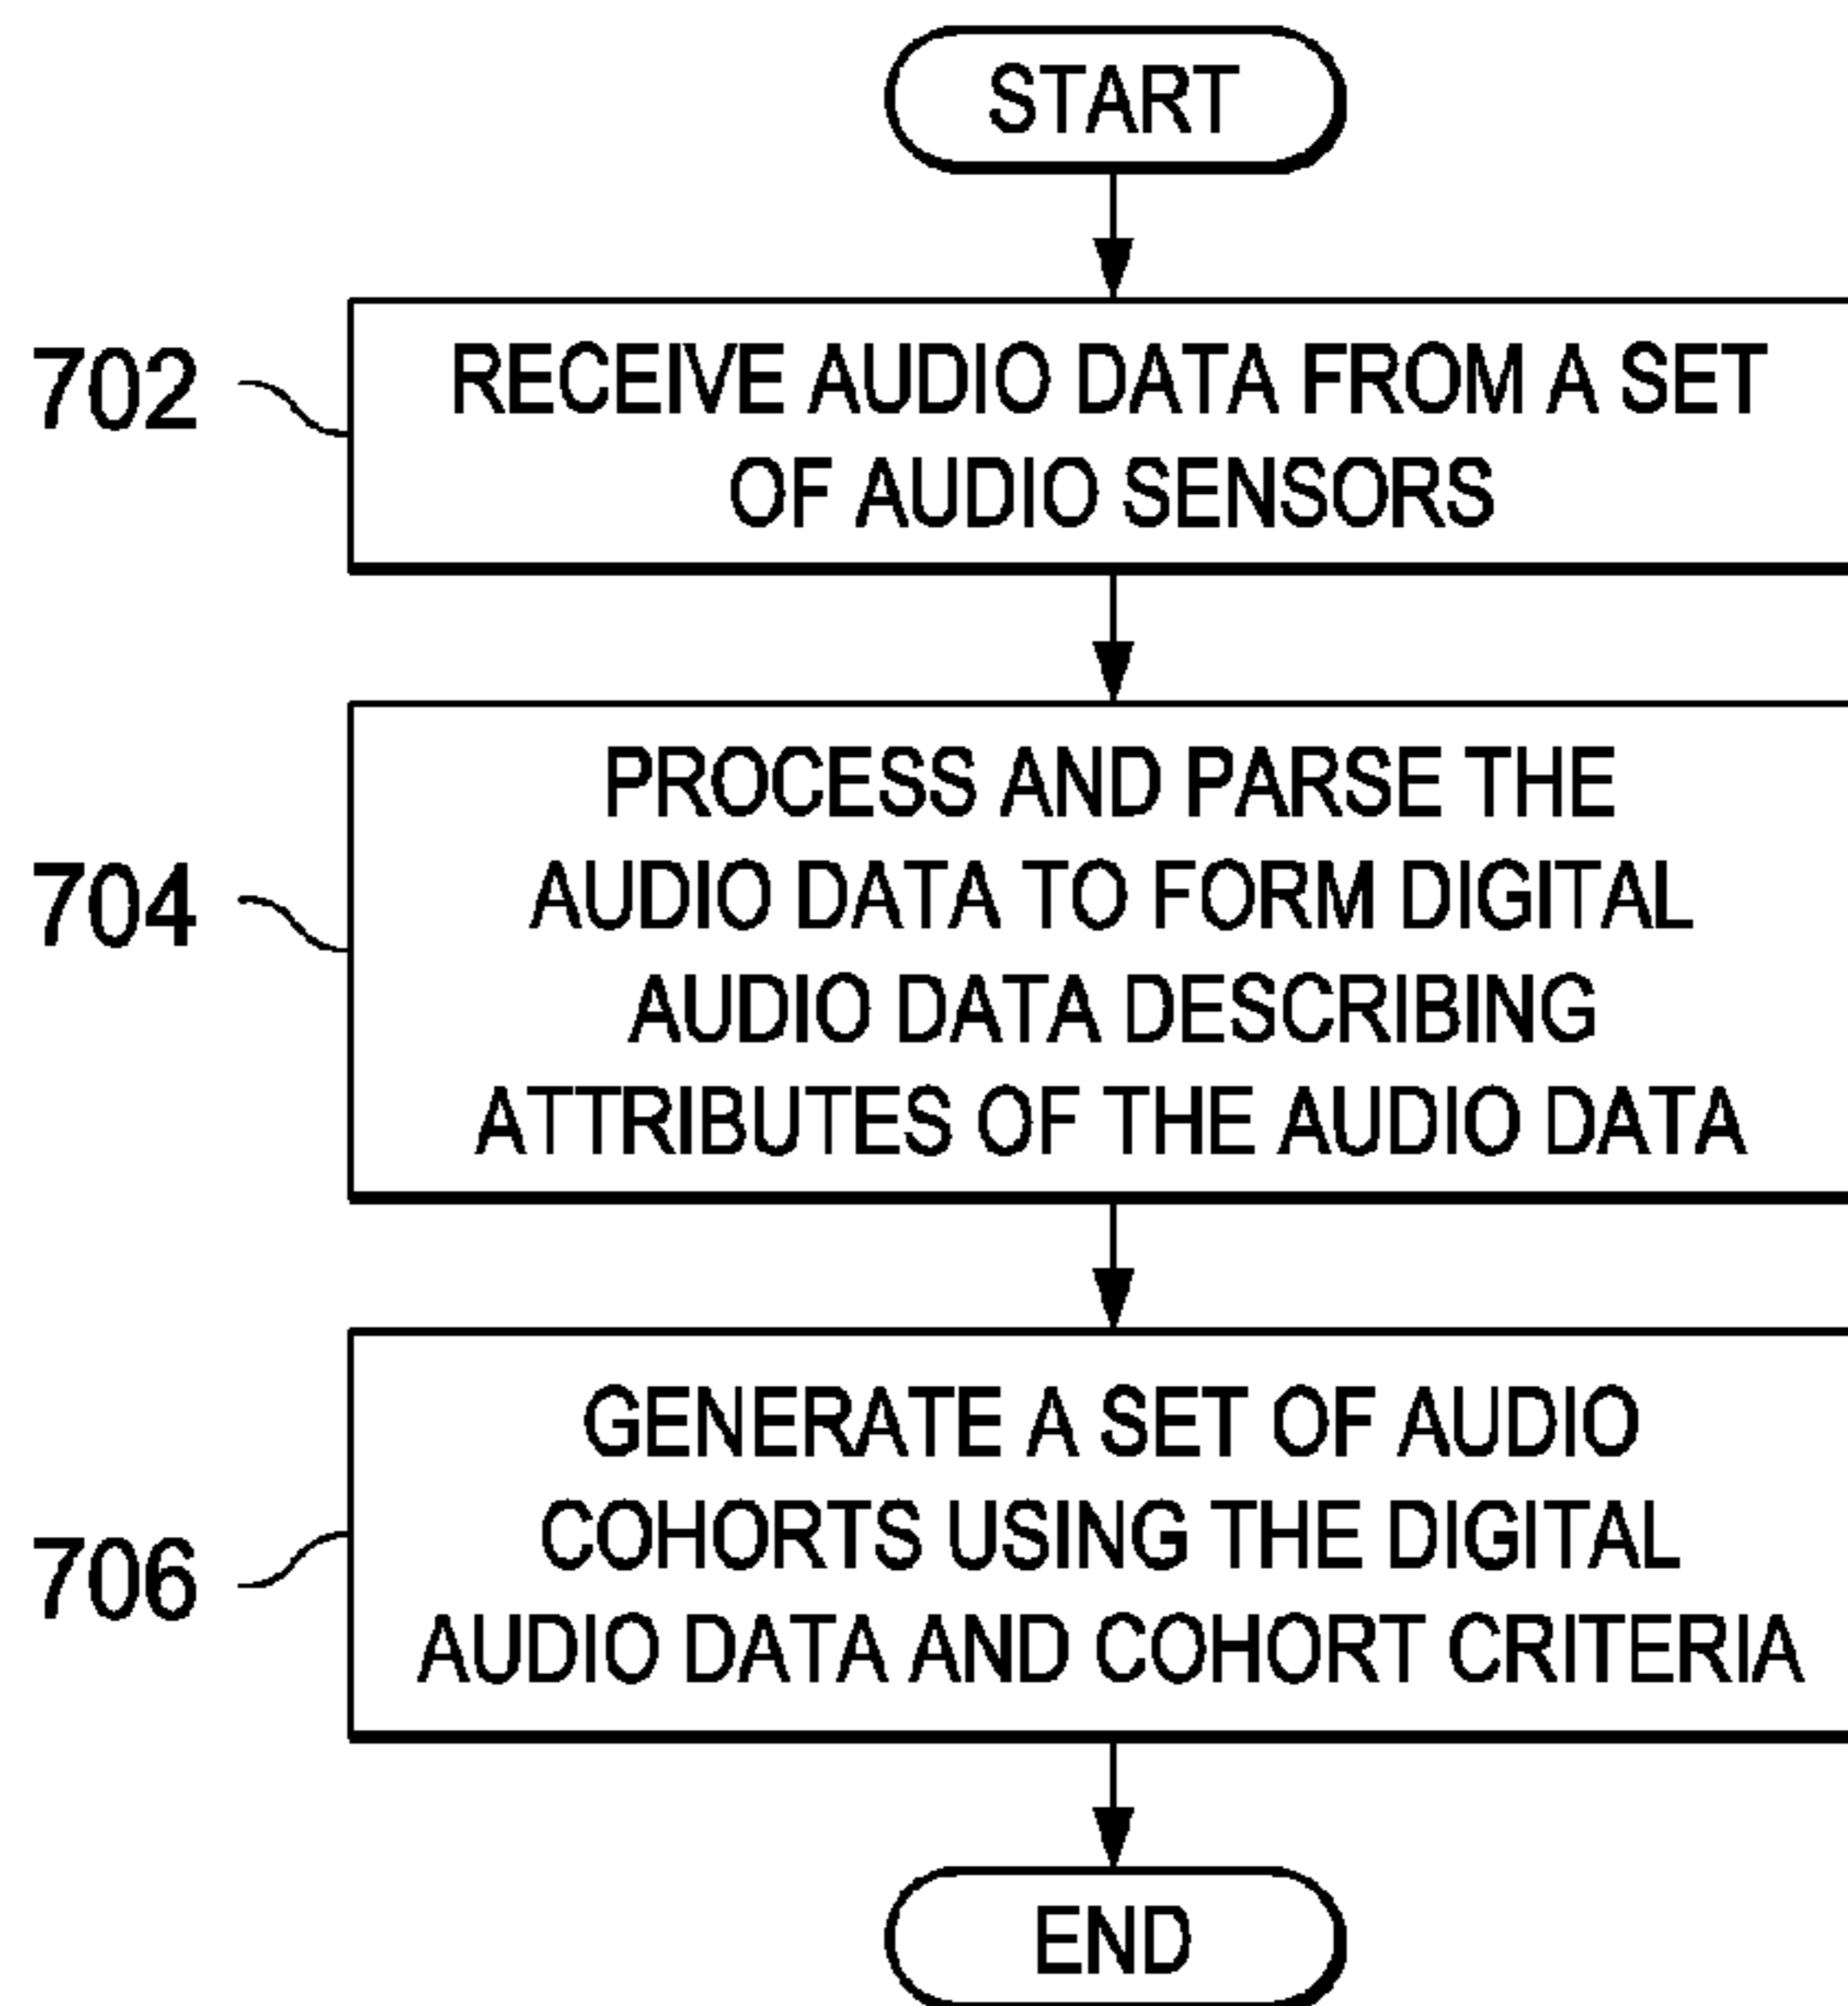 START
702
RECEIVE AUDIO DATA FROM A SET
OF AUDIO SENSORS
704
PROCESS AND PARSE THE
AUDIO DATA TO FORM DIGITAL
AUDIO DATA DESCRIBING
ATTRIBUTES OF THE AUDIO DATA
706
GENERATE A SET OF AUDIO
COHORTS USING THE DIGITAL
AUDIO DATA AND COHORT CRITERIA
END